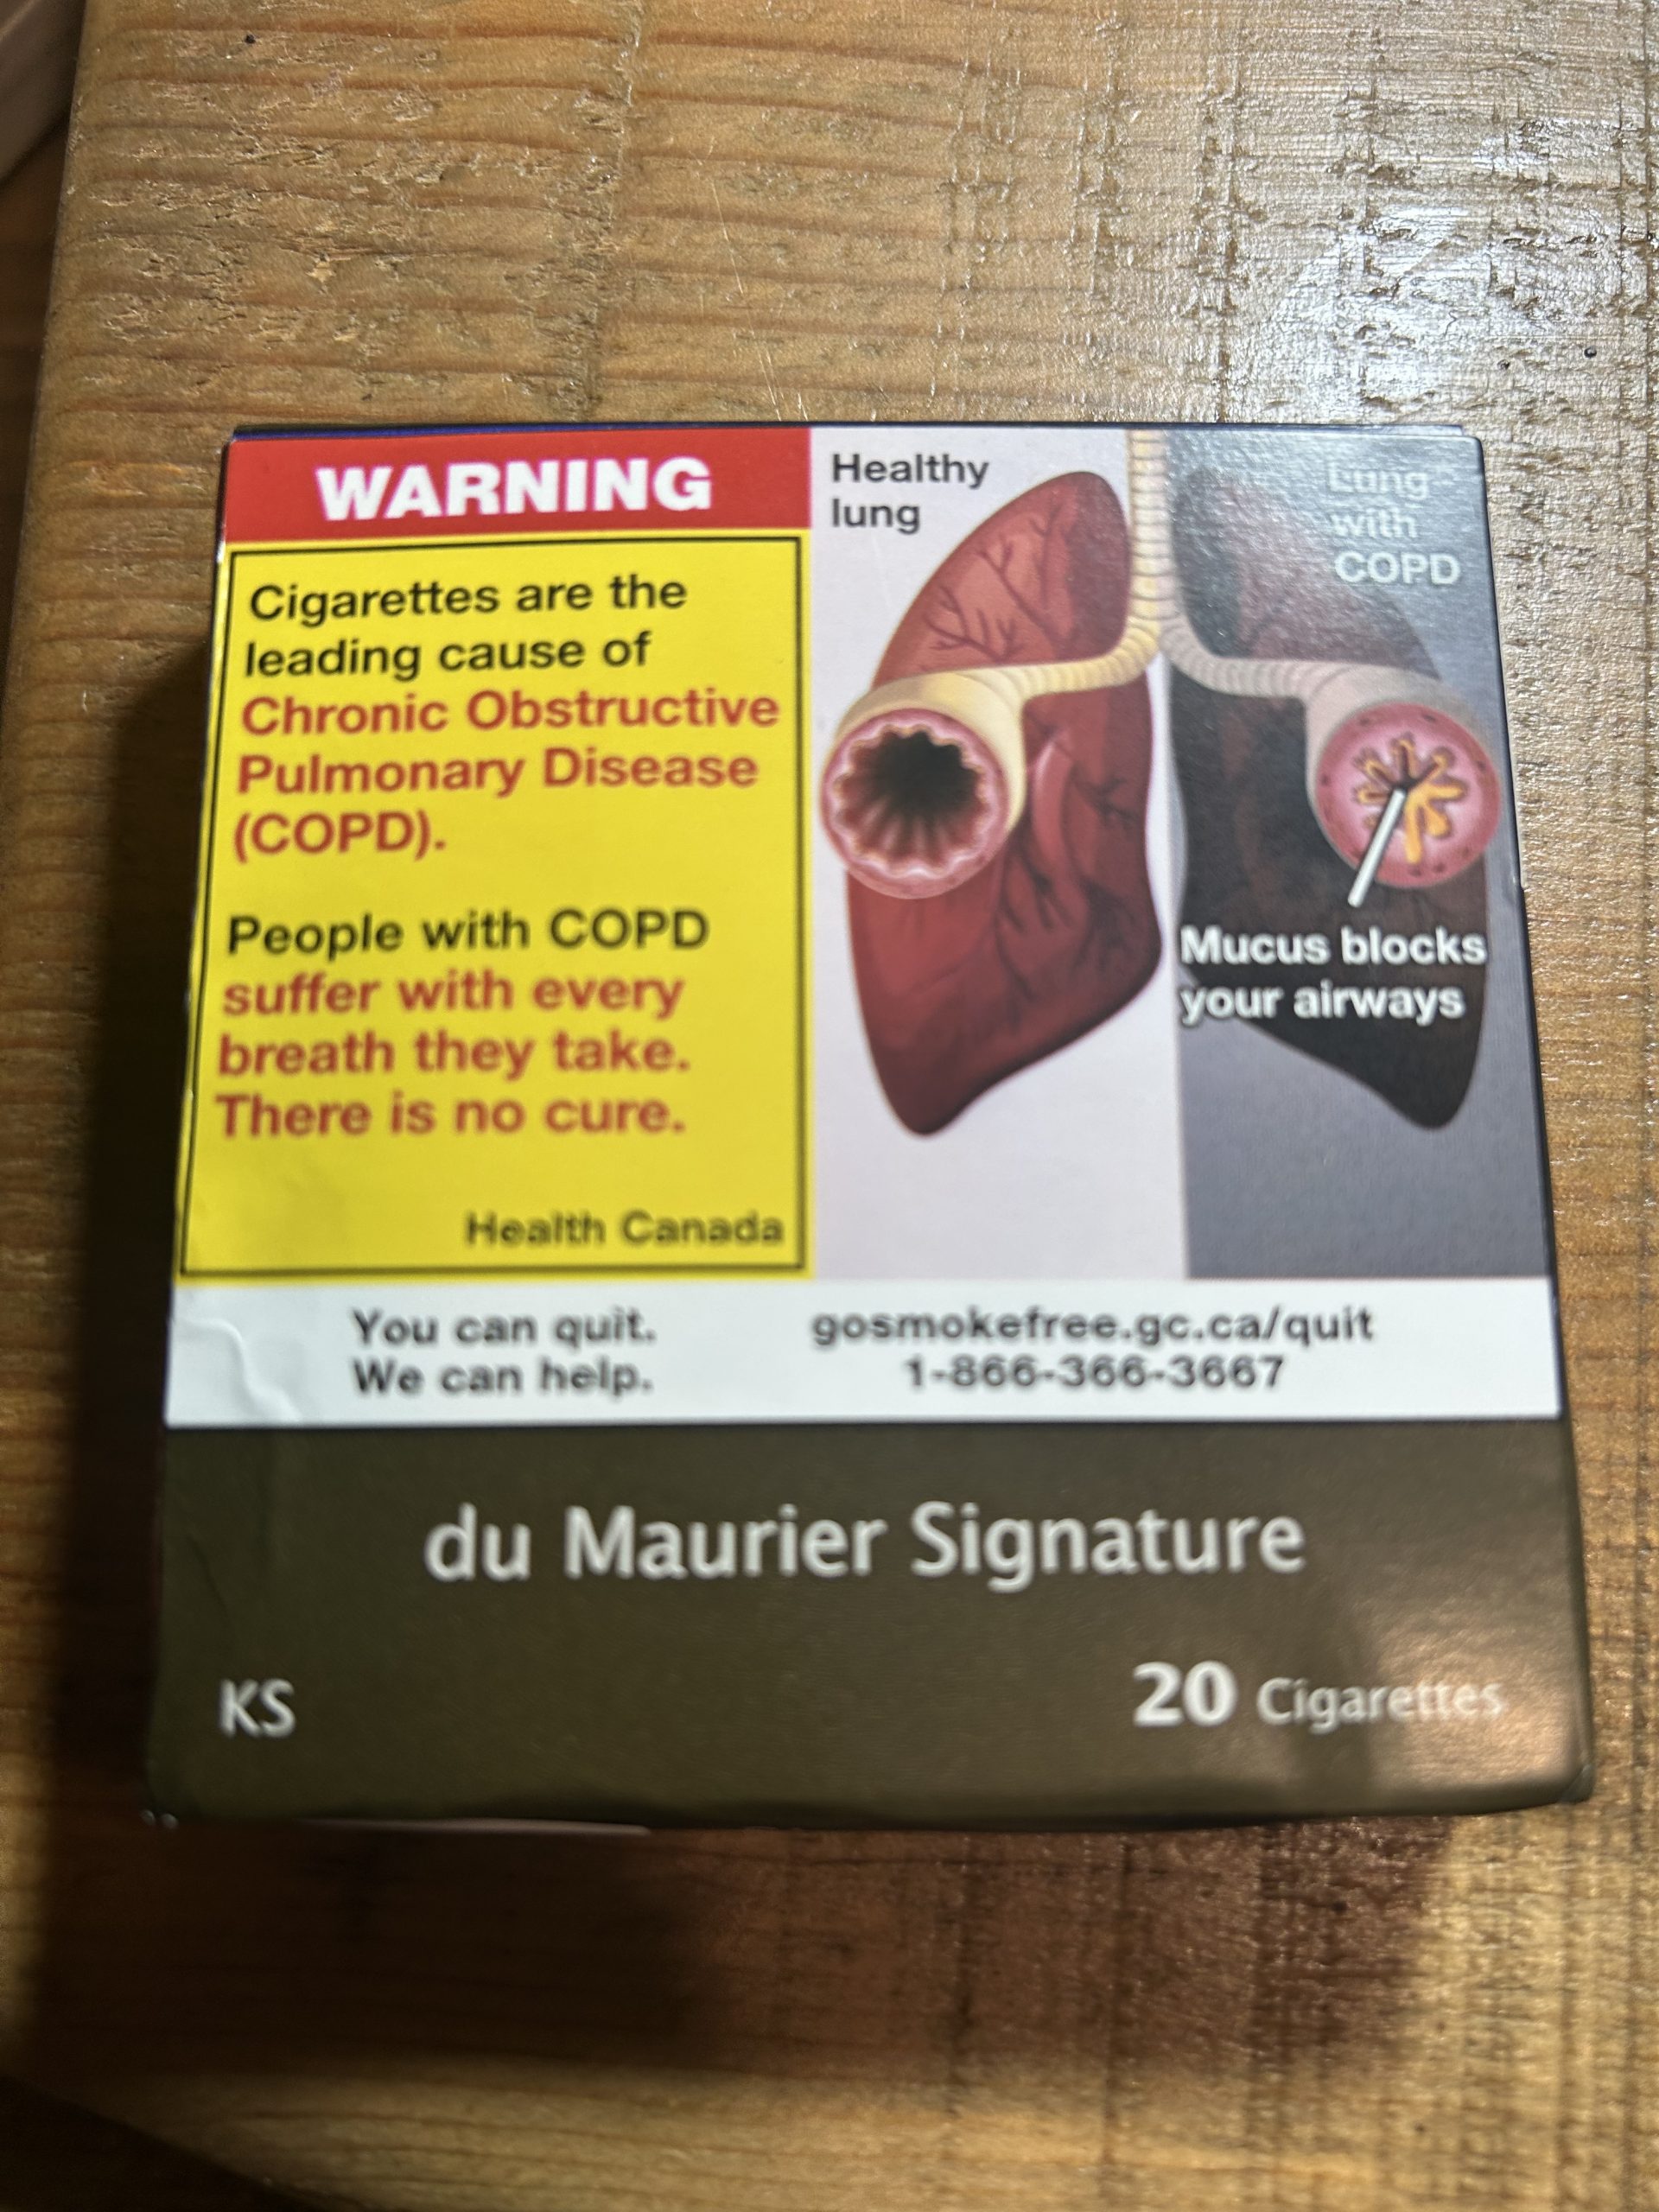 WARNING
Cigarettes are the
leading cause of
Chronic Obstructive
Pulmonary Disease
(COPD).
People with COPD
suffer with every
breath they take.
There is no cure.
Health Canada
Healthy
lung
Lung
with
COPD
Mucus blocks
your airways
You can quit.
We can help.
gosmokefree.gc.ca/quit
1-866-366-3667
du Maurier Signature
KS
20 Cigarettes